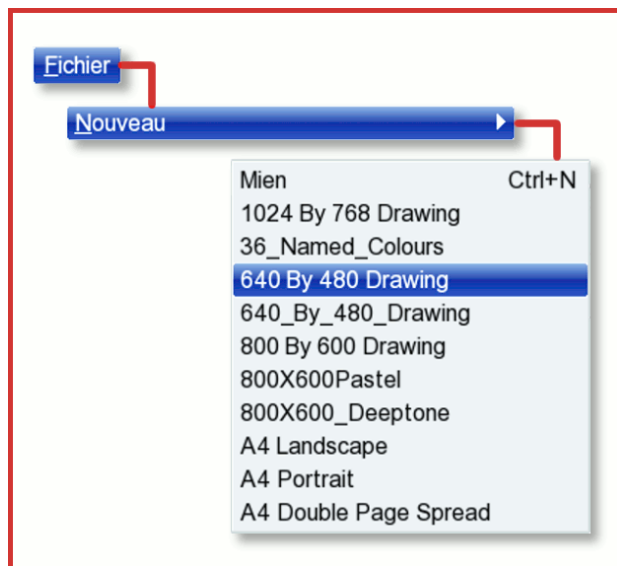 Fichier
Nouveau
Mien Ctrl+N
1024 By 768 Drawing
36_Named_Colours
640 By 480 Drawing
640_By_480_Drawing
800 By 600 Drawing
800X600Pastel
800X600_Deeptone
A4 Landscape
A4 Portrait
A4 Double Page Spread